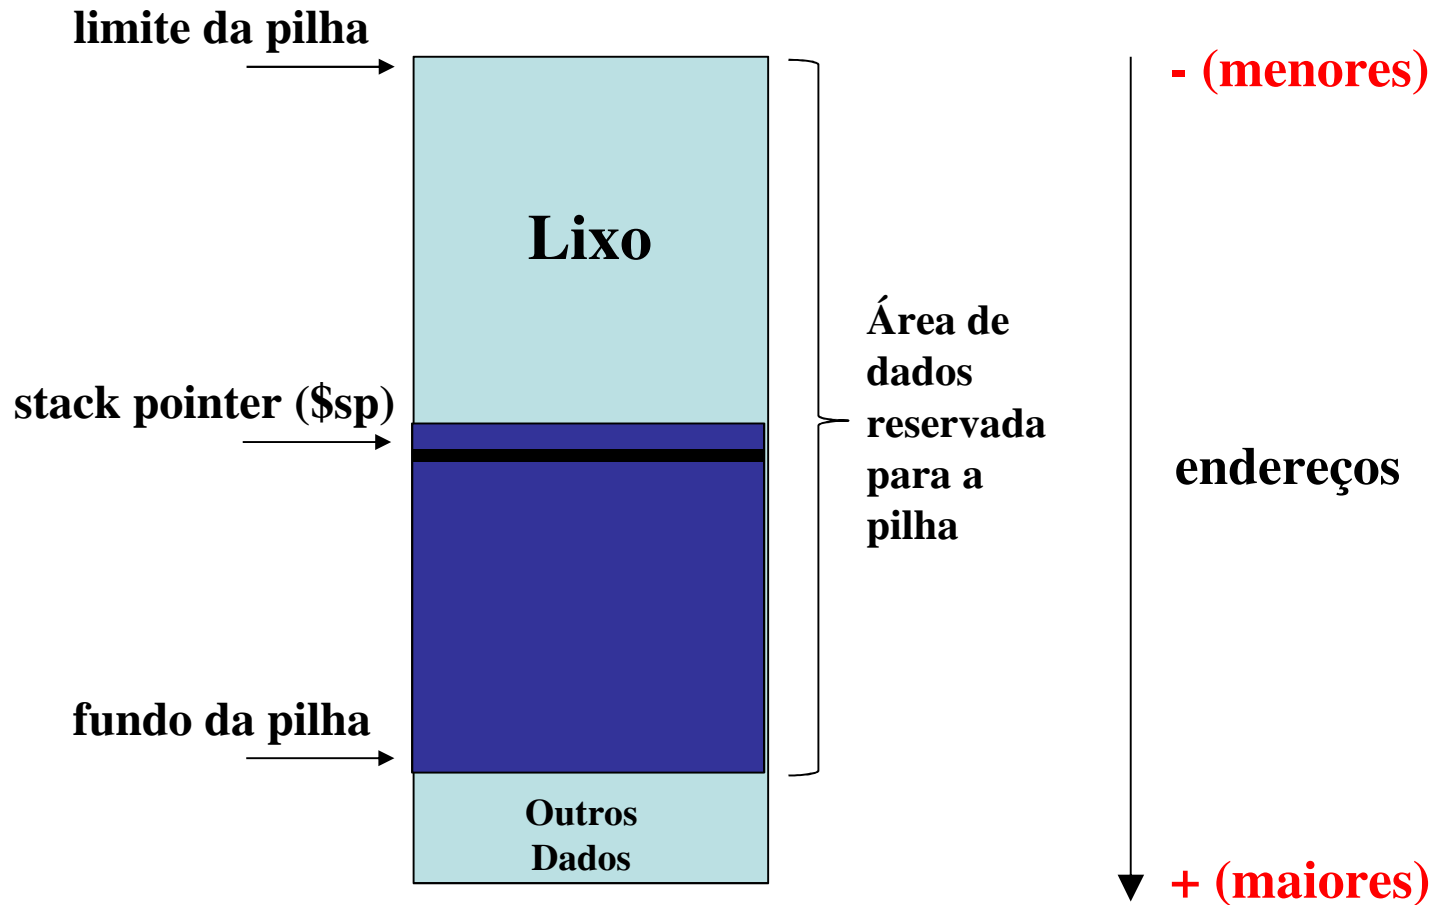 limite da pilha
- (menores)
Lixo
Área de
dados
reservada
para a
pilha
stack pointer ($sp)
endereços
fundo da pilha
Outros
Dados
+ (maiores)